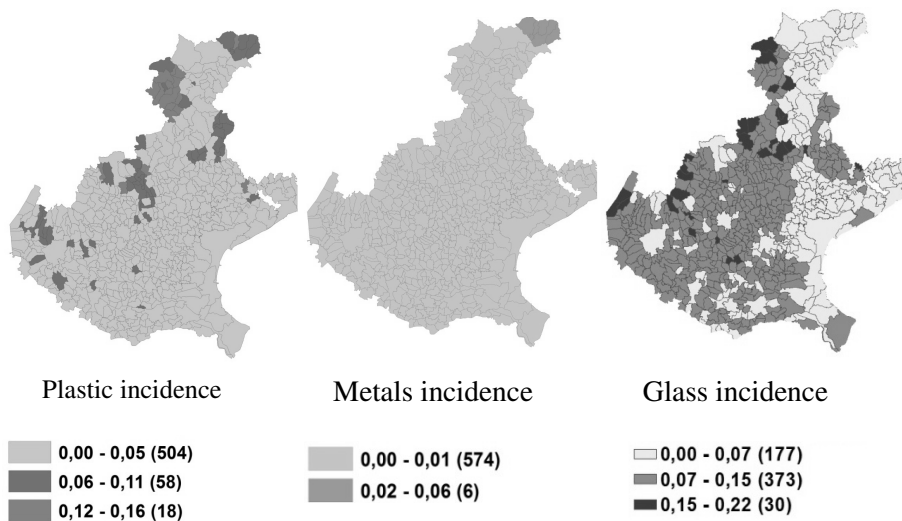 Plastic incidence
0,00 - 0,05 (504)
0,06 - 0,11 (58)
0,12 - 0,16 (18)
Metals incidence
0,00 - 0,01 (574)
0,02 - 0,06 (6)
Glass incidence
0,00 - 0,07 (177)
0,07 - 0,15 (373)
0,15 - 0,22 (30)